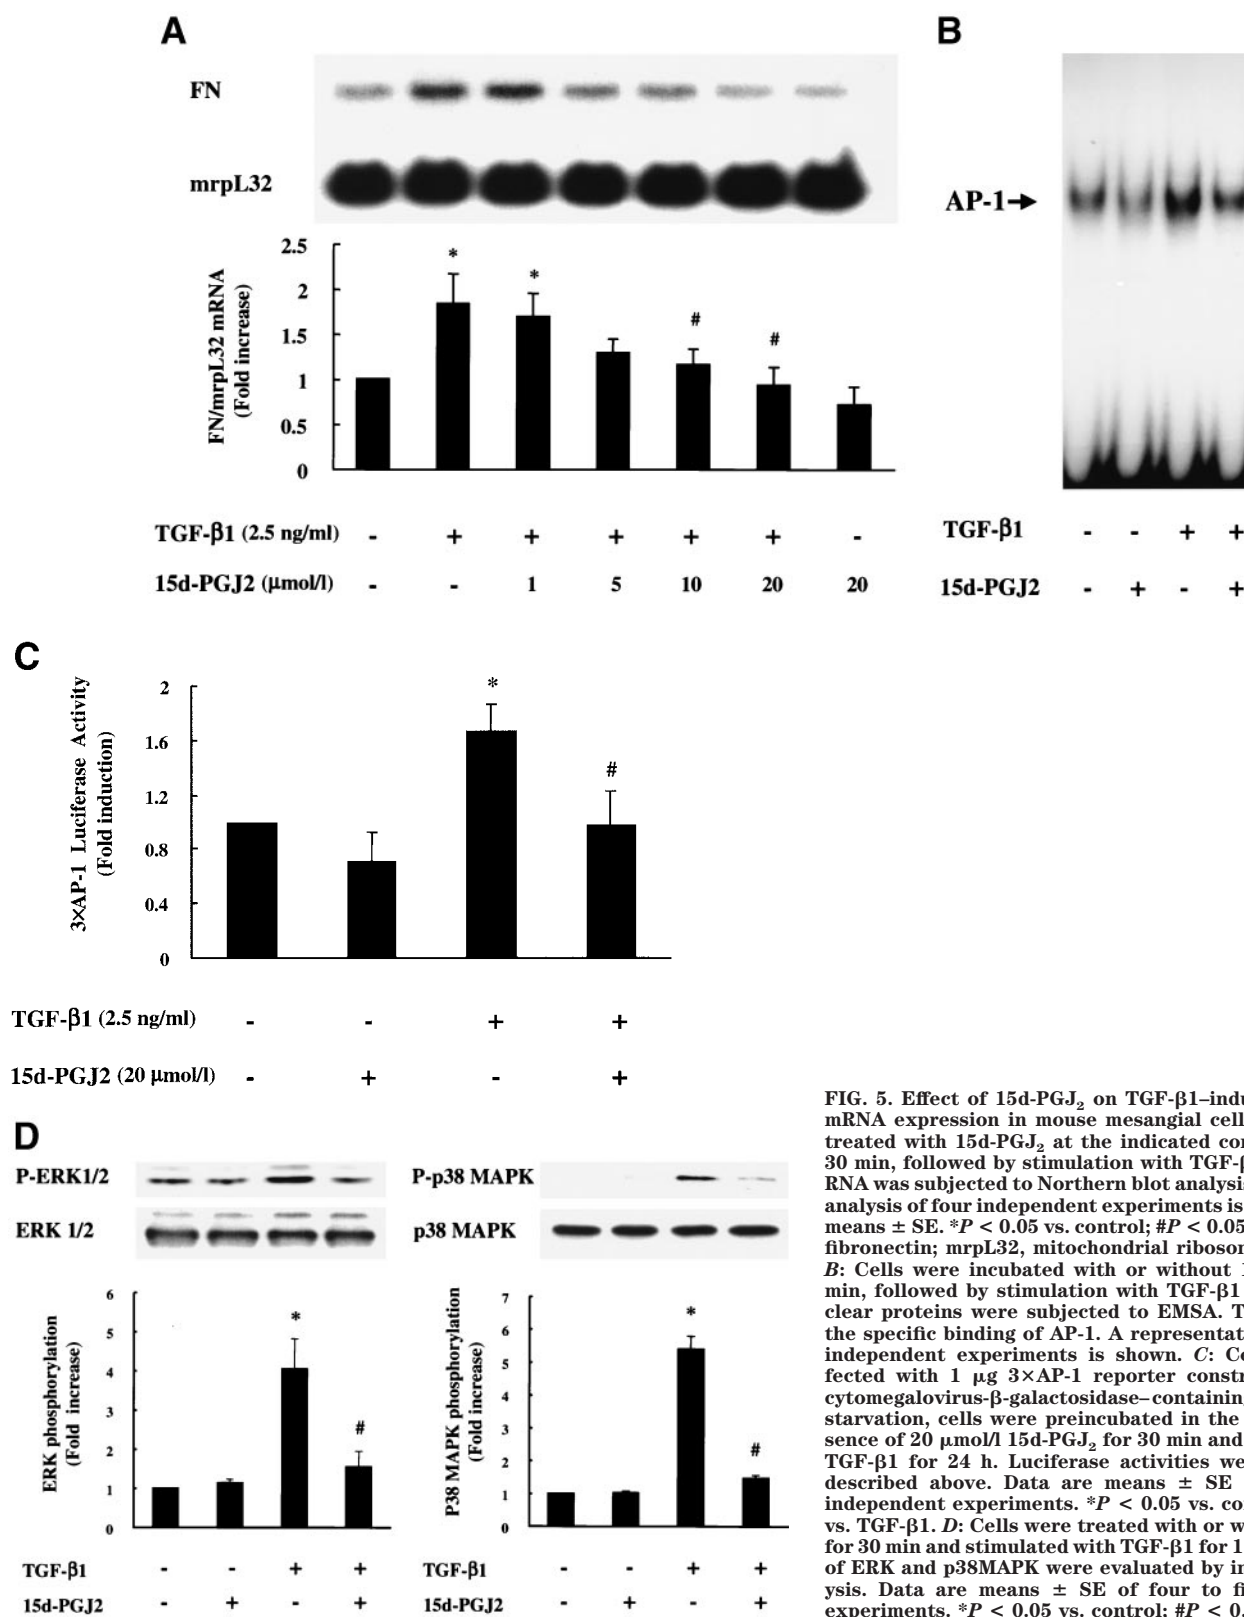 A
B
FN
mrpL32
AP-1
2.5
2
1.5
1
0.5
0
FN/mrpL32 mRNA
(Fold increase)
*
*
#
#
TGF-β1 (2.5 ng/ml) - + + + + + -
15d-PGJ2 (μmol/l) - - 1 5 10 20 20
TGF-β1 - - + +
15d-PGJ2 - + - +
C
2
1.6
1.2
0.8
0.4
0
3×AP-1 Luciferase Activity
(Fold induction)
*
#
TGF-β1 (2.5 ng/ml) - - + +
15d-PGJ2 (20 μmol/l) - + - +
D
P-ERK1/2
ERK 1/2
P-p38 MAPK
p38 MAPK
6
5
4
3
2
1
0
ERK phosphorylation
(Fold increase)
*
#
TGF-β1 - - + +
15d-PGJ2 - + - +
7
6
5
4
3
2
1
0
P38 MAPK phosphorylation
(Fold increase)
*
#
TGF-β1 - - + +
15d-PGJ2 - + - +
FIG. 5. Effect of 15d-PGJ2 on TGF-β1–indu
mRNA expression in mouse mesangial cell
treated with 15d-PGJ2 at the indicated con
30 min, followed by stimulation with TGF-β
RNA was subjected to Northern blot analysis
analysis of four independent experiments is
means ± SE. *P < 0.05 vs. control; #P < 0.05
fibronectin; mrpL32, mitochondrial riboson
B: Cells were incubated with or without 1
min, followed by stimulation with TGF-β1
clear proteins were subjected to EMSA. T
the specific binding of AP-1. A representat
independent experiments is shown. C: Ce
fected with 1 μg 3×AP-1 reporter constr
cytomegalovirus-β-galactosidase–containing
starvation, cells were preincubated in the
sence of 20 μmol/l 15d-PGJ2 for 30 min and
TGF-β1 for 24 h. Luciferase activities we
described above. Data are means ± SE
independent experiments. *P < 0.05 vs. co
vs. TGF-β1. D: Cells were treated with or w
for 30 min and stimulated with TGF-β1 for 1
of ERK and p38MAPK were evaluated by in
ysis. Data are means ± SE of four to fi
experiments. *P < 0.05 vs. control; #P < 0.